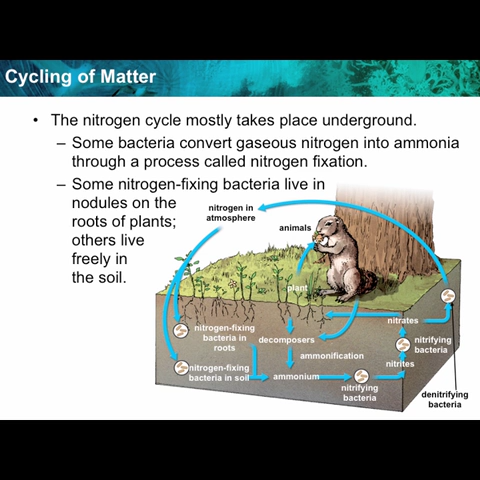 Cycling of Matter
• The nitrogen cycle mostly takes place underground.
– Some bacteria convert gaseous nitrogen into ammonia
through a process called nitrogen fixation.
– Some nitrogen-fixing bacteria live in
nodules on the
roots of plants;
others live
freely in
the soil.
nitrogen in
atmosphere
animals
plant
nitrogen-fixing
bacteria in
roots
decomposers
nitrates
nitrifying
bacteria
ammonification
nitrites
nitrogen-fixing
bacteria in soil
ammonium
nitrifying
bacteria
denitrifying
bacteria